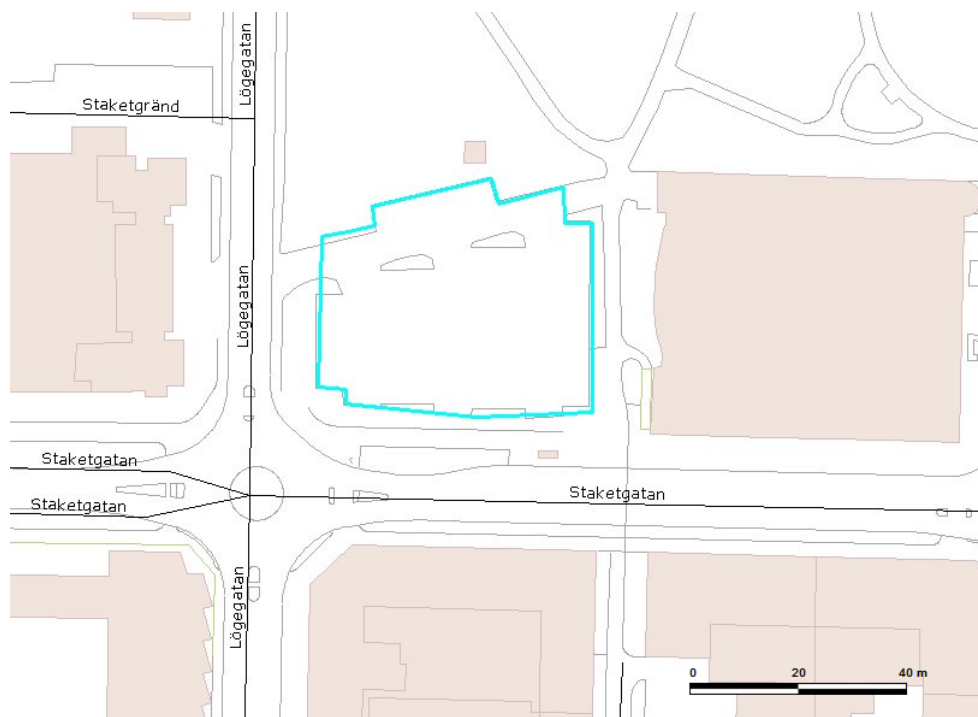 Lögegatan
Staketgränd
Lögegatan
Staketgatan
Staketgatan
Staketgatan
Lögegatan
0 20 40 m